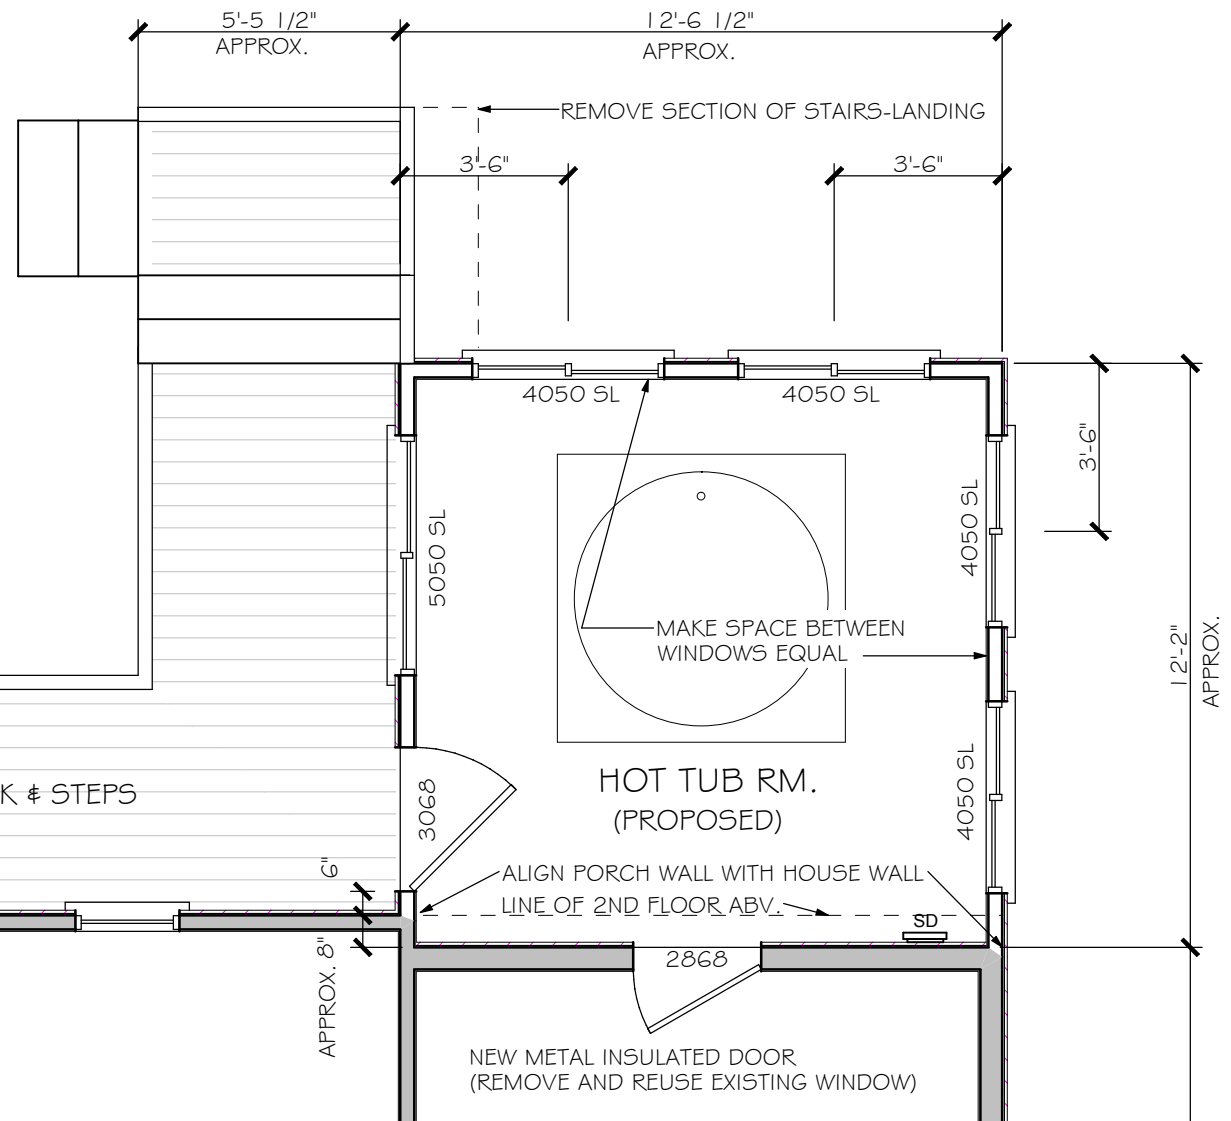 5'-5 1/2"
APPROX.
12'-6 1/2"
APPROX.
REMOVE SECTION OF STAIRS-LANDING
3'-6"
3'-6"
4050 SL
4050 SL
3'-6"
5050 SL
4050 SL
MAKE SPACE BETWEEN
WINDOWS EQUAL
12'-2"
APPROX.
HOT TUB RM.
(PROPOSED)
K & STEPS
3068
4050 SL
6"
ALIGN PORCH WALL WITH HOUSE WALL
LINE OF 2ND FLOOR ABV.
SD
APPROX. 8"
2868
NEW METAL INSULATED DOOR
(REMOVE AND REUSE EXISTING WINDOW)